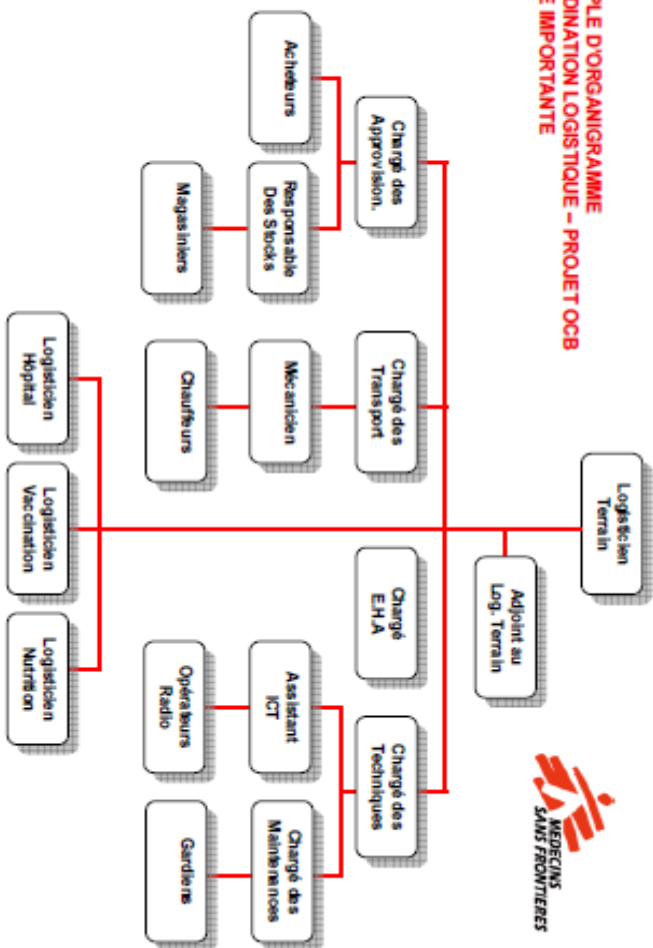 D'ORGANIGRAMME
LOGISTIQUE – PROJET OCB
IMPORTANTE
MEDECINS
SANS FRONTIERES
Logisticien
Terrain
Adjoint au
Log. Terrain
Chargé des
Approvision.
Chargé des
Transport
Chargé
E.H.A
Chargé des
Techniques
Acheteurs
Responsable
Des Stocks
Mécanicien
Assistant
ICT
Chargé des
Maintenances
Magasiniers
Chauffeurs
Opérateurs
Radio
Gardiens
Logisticien
Hôpital
Logisticien
Vaccination
Logisticien
Nutrition